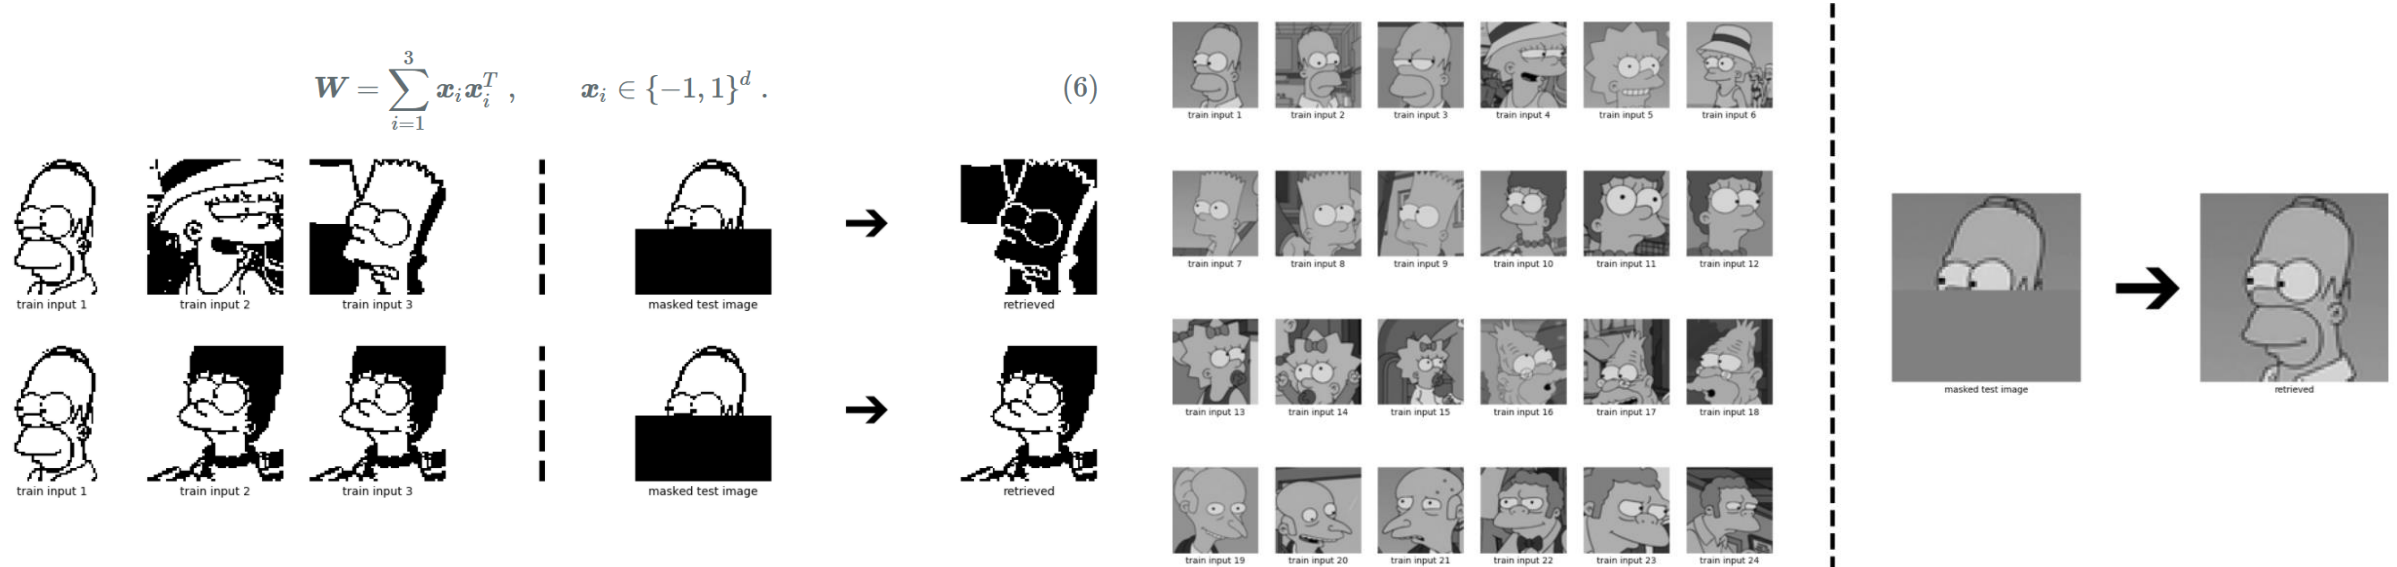 W = \sum_{i=1}^{3} x_i x_i^T , x_i ∈ {−1, 1}^d . (6)
train input 1 train input 2 train input 3 masked test image retrieved
train input 1 train input 2 train input 3 masked test image retrieved
train input 1 train input 2 train input 3 train input 4 train input 5 train input 6
train input 7 train input 8 train input 9 train input 10 train input 11 train input 12
train input 13 train input 14 train input 15 train input 16 train input 17 train input 18
train input 19 train input 20 train input 21 train input 22 train input 23 train input 24
masked test image retrieved